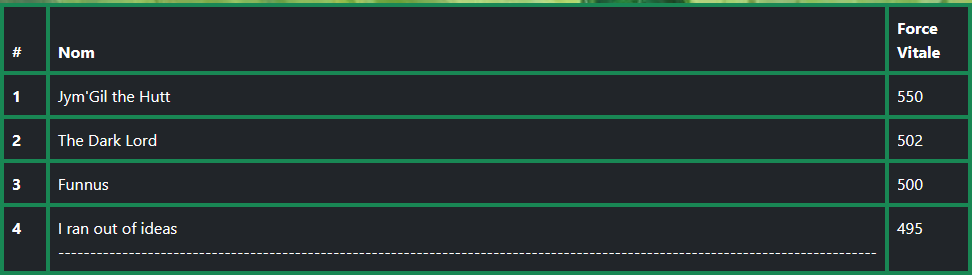 # Nom Force Vitale
1 Jym'Gil the Hutt 550
2 The Dark Lord 502
3 Funnus 500
4 I ran out of ideas 495
--------------------------------------------------------------------------------------------------------------------------------------